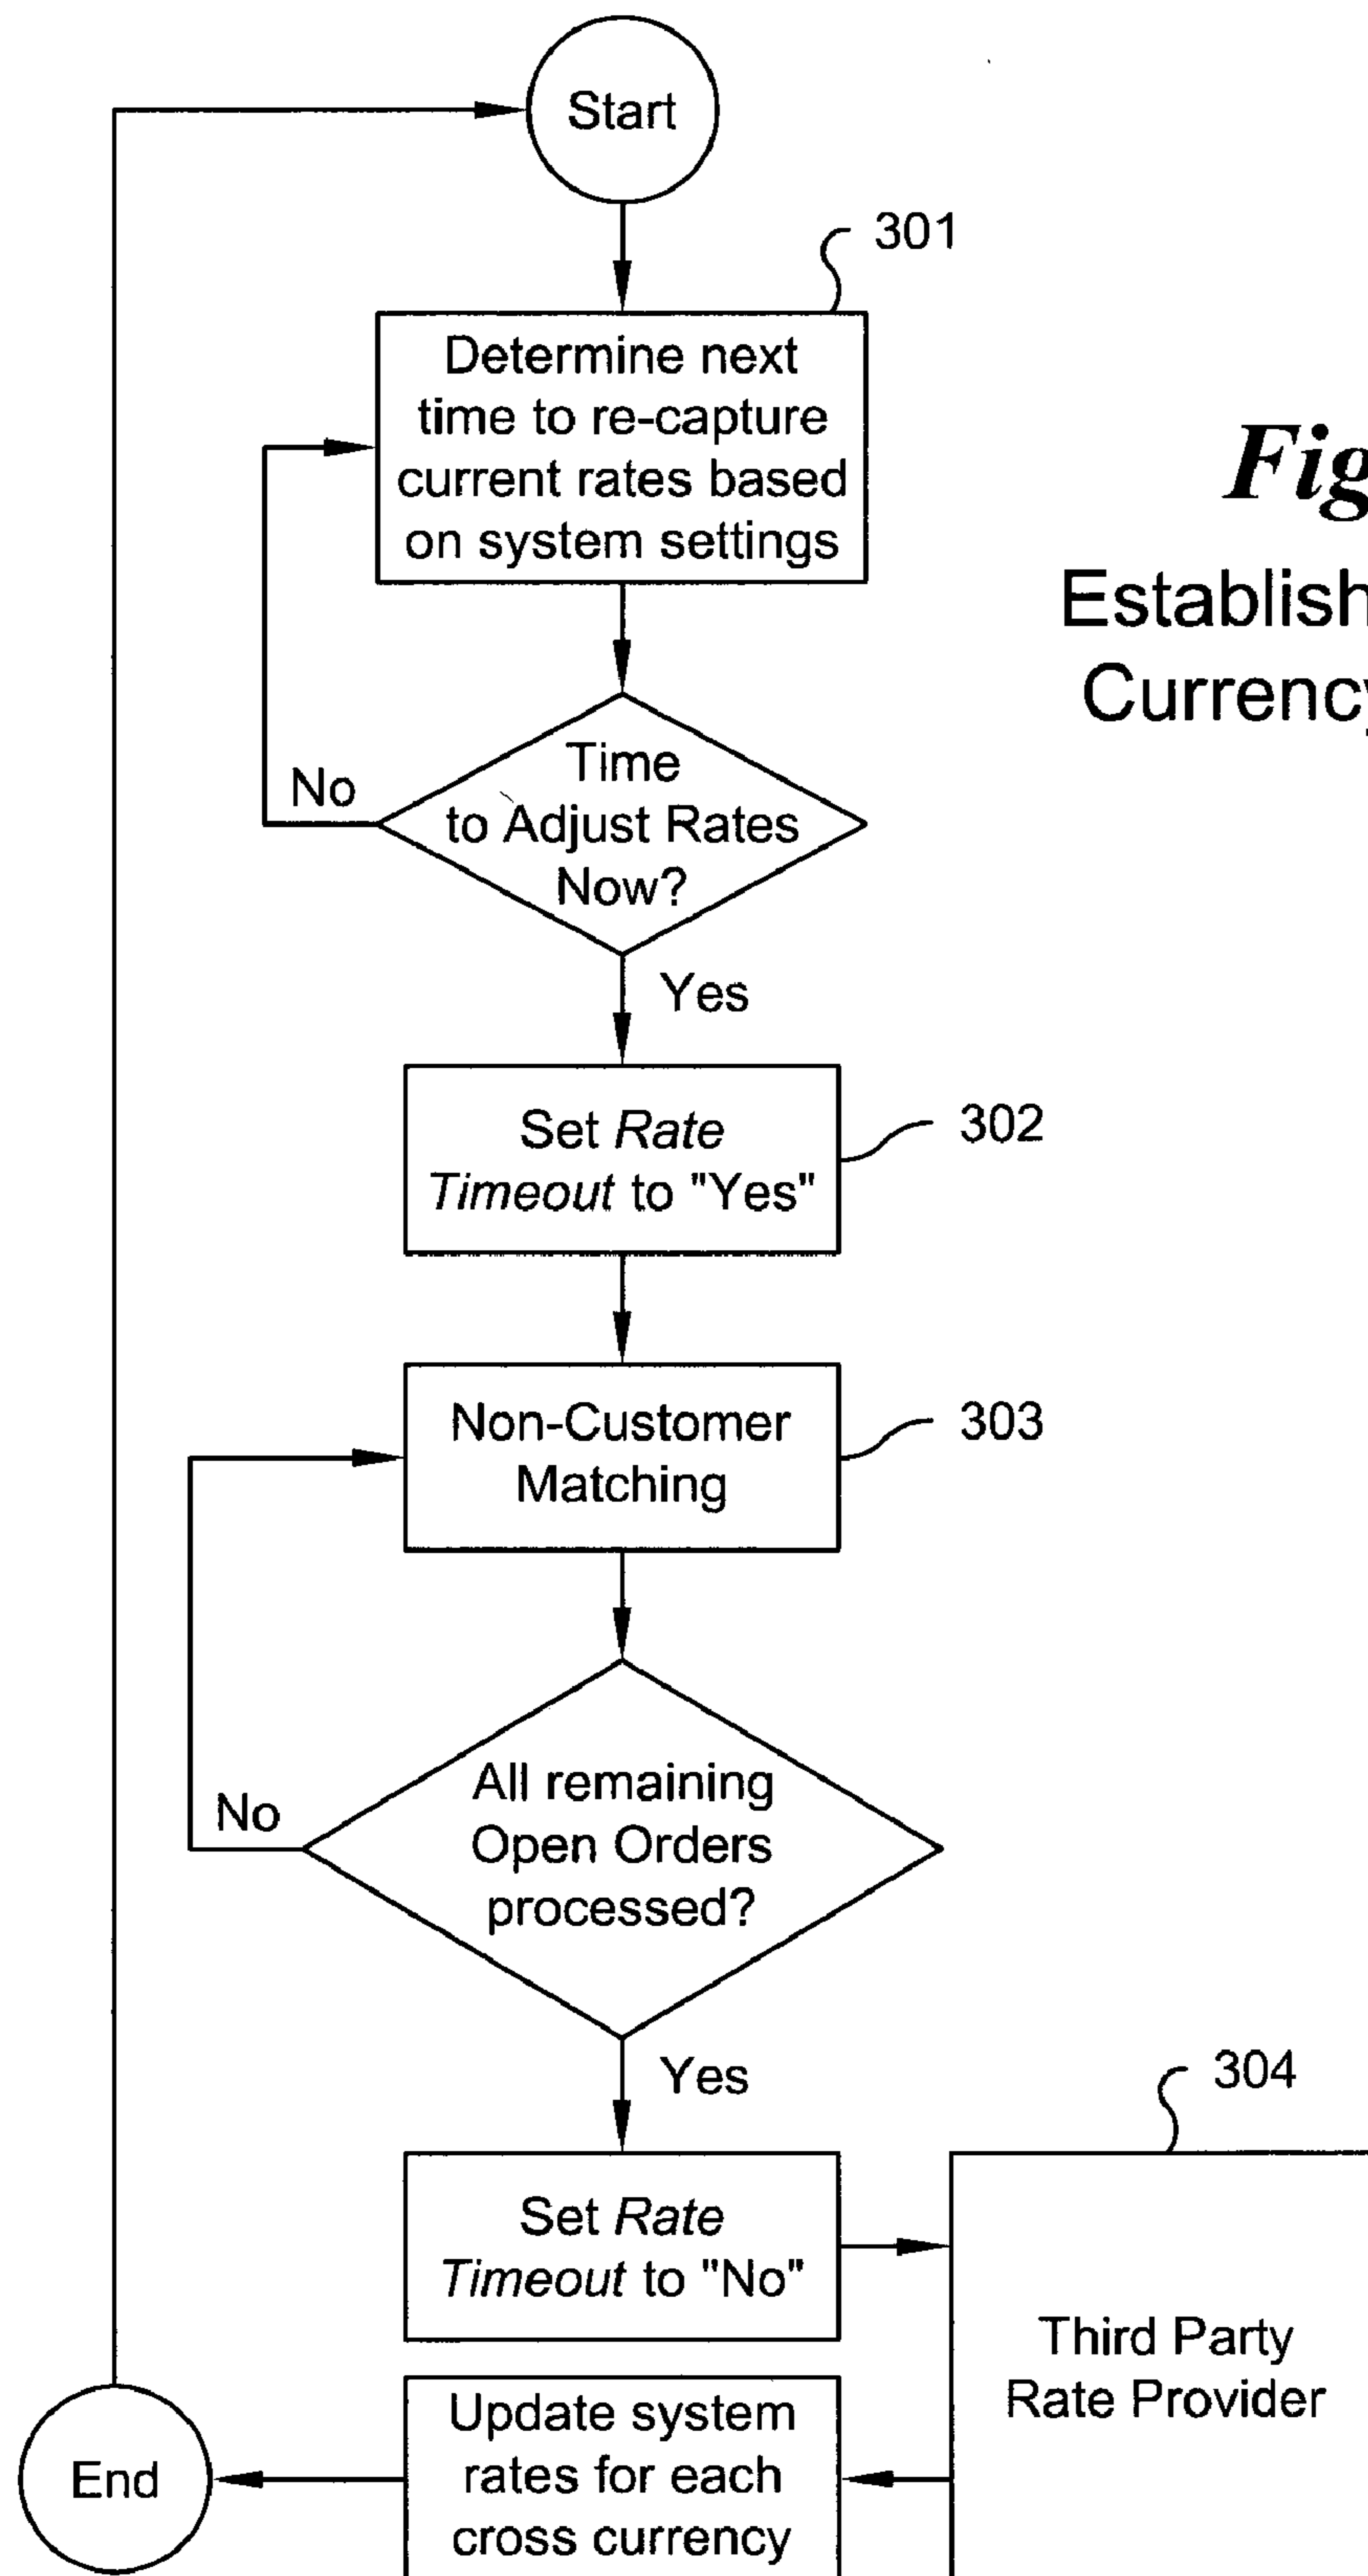 Start
301
Determine next
time to re-capture
current rates based
on system settings
Fig
Establish
Currency
Time
to Adjust Rates
Now?
No
Yes
Set Rate
Timeout to "Yes"
302
Non-Customer
Matching
303
All remaining
Open Orders
processed?
No
Yes
304
Set Rate
Timeout to "No"
Third Party
Rate Provider
Update system
rates for each
cross currency
End